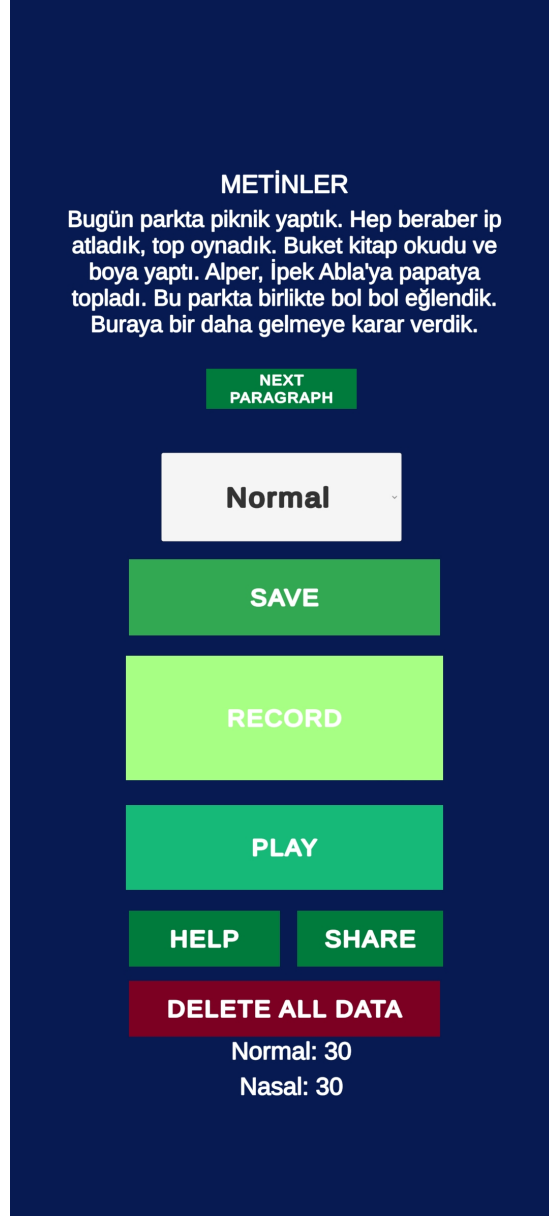 METİNLER
Bugün parkta piknik yaptık. Hep beraber ip
atladık, top oynadık. Buket kitap okudu ve
boya yaptı. Alper, İpek Abla'ya papatya
topladı. Bu parkta birlikte bol bol eğlendik.
Buraya bir daha gelmeye karar verdik.
NEXT
PARAGRAPH
Normal
SAVE
RECORD
PLAY
HELP
SHARE
DELETE ALL DATA
Normal: 30
Nasal: 30